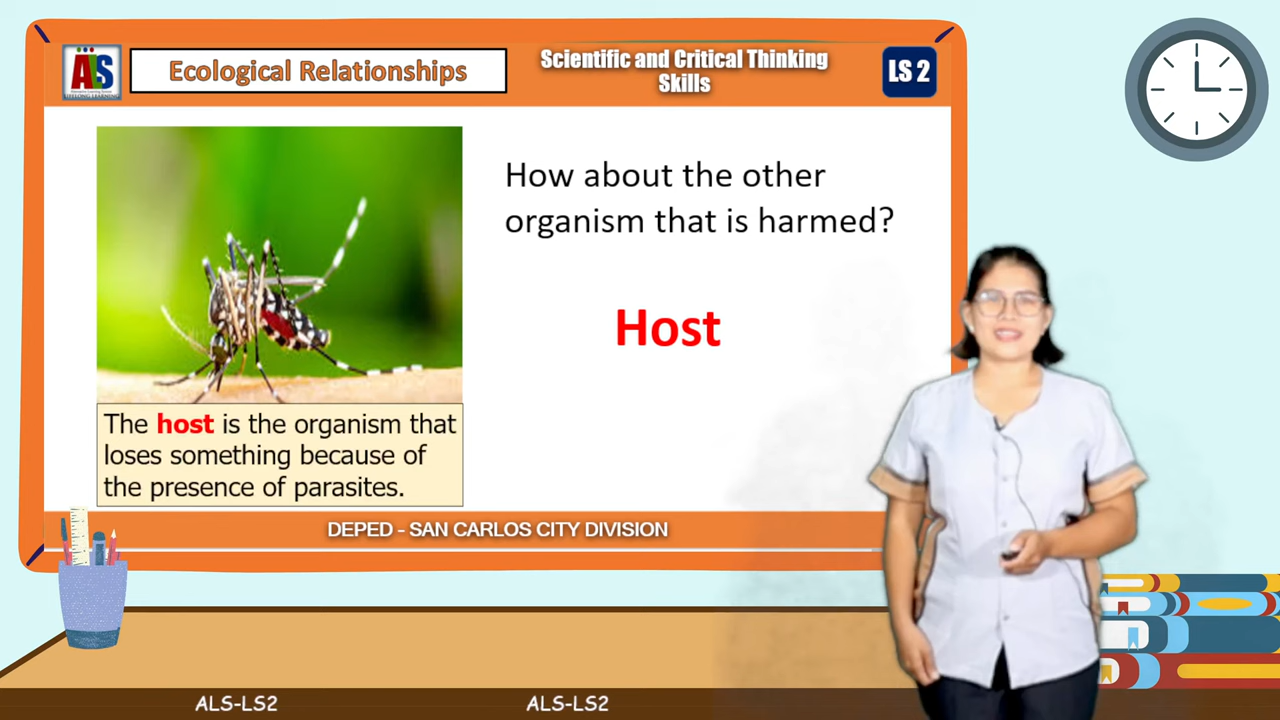 ALS
Ecological Relationships
Scientific and Critical Thinking
Skills
LS 2
How about the other
organism that is harmed?
Host
The host is the organism that
loses something because of
the presence of parasites.
DEPED - SAN CARLOS CITY DIVISION
ALS-LS2
ALS-LS2